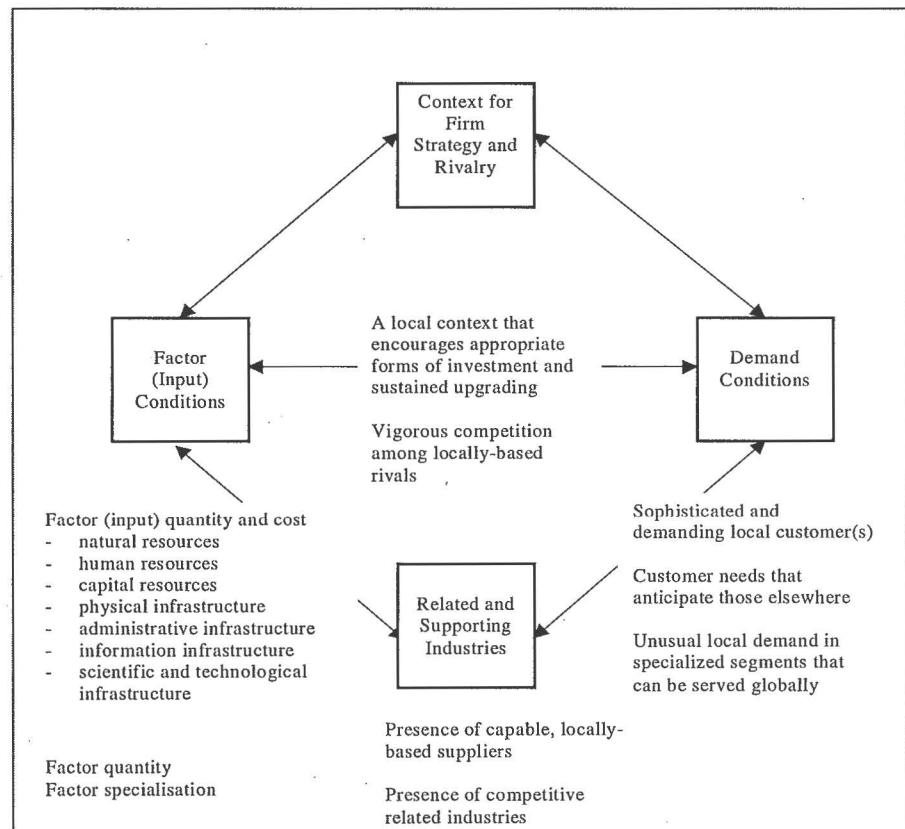 Context for
Firm
Strategy and
Rivalry
Factor
(Input)
Conditions
A local context that
encourages appropriate
forms of investment and
sustained upgrading
Vigorous competition
among locally-based
rivals
Demand
Conditions
Factor (input) quantity and cost
- natural resources
- human resources
- capital resources
- physical infrastructure
- administrative infrastructure
- information infrastructure
- scientific and technological
infrastructure
Factor quantity
Factor specialisation
Related and
Supporting
Industries
Presence of capable, locally-
based suppliers
Presence of competitive
related industries
Sophisticated and
demanding local customer(s)
Customer needs that
anticipate those elsewhere
Unusual local demand in
specialized segments that
can be served globally